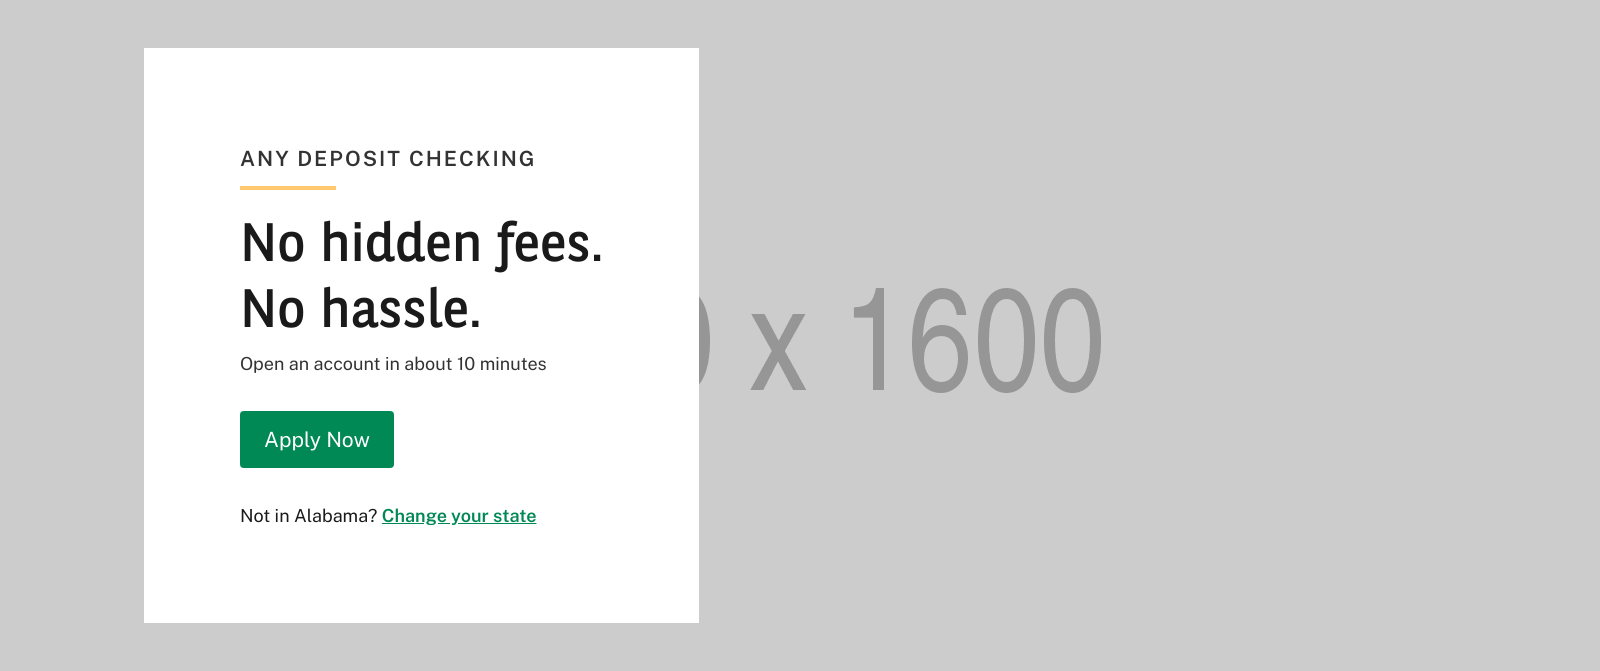 ANY DEPOSIT CHECKING
No hidden fees.
No hassle.
Open an account in about 10 minutes
Apply Now
Not in Alabama? Change your state
x 1600